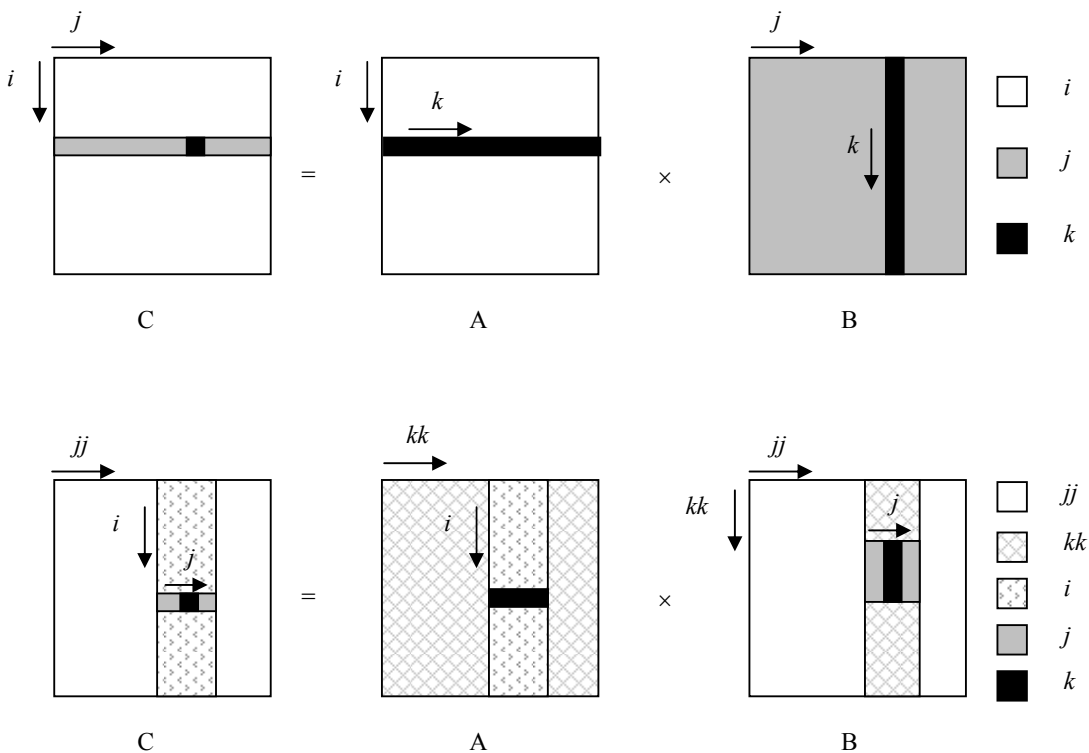 j j
i i i
k
k j
= ×
k
C A B
jj kk jj
jj
kk i i j kk
j i
= ×
j
k
C A B